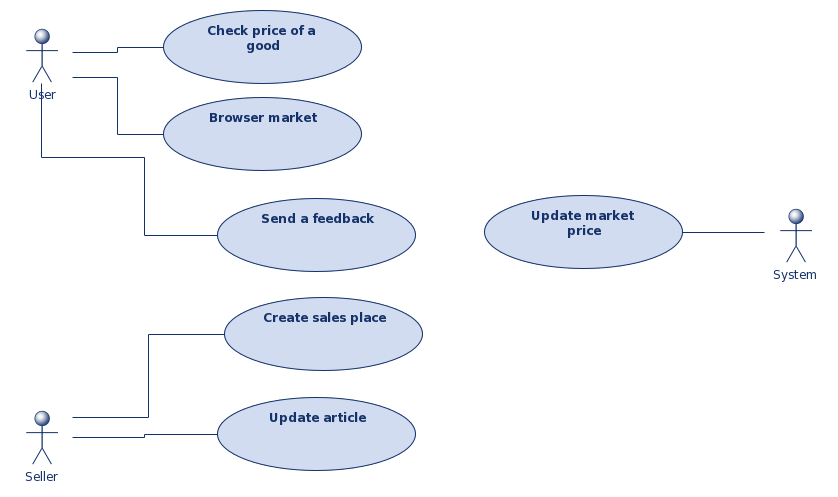 Check price of a
good
User
Browser market
Send a feedback
Update market
price
System
Create sales place
Update article
Seller